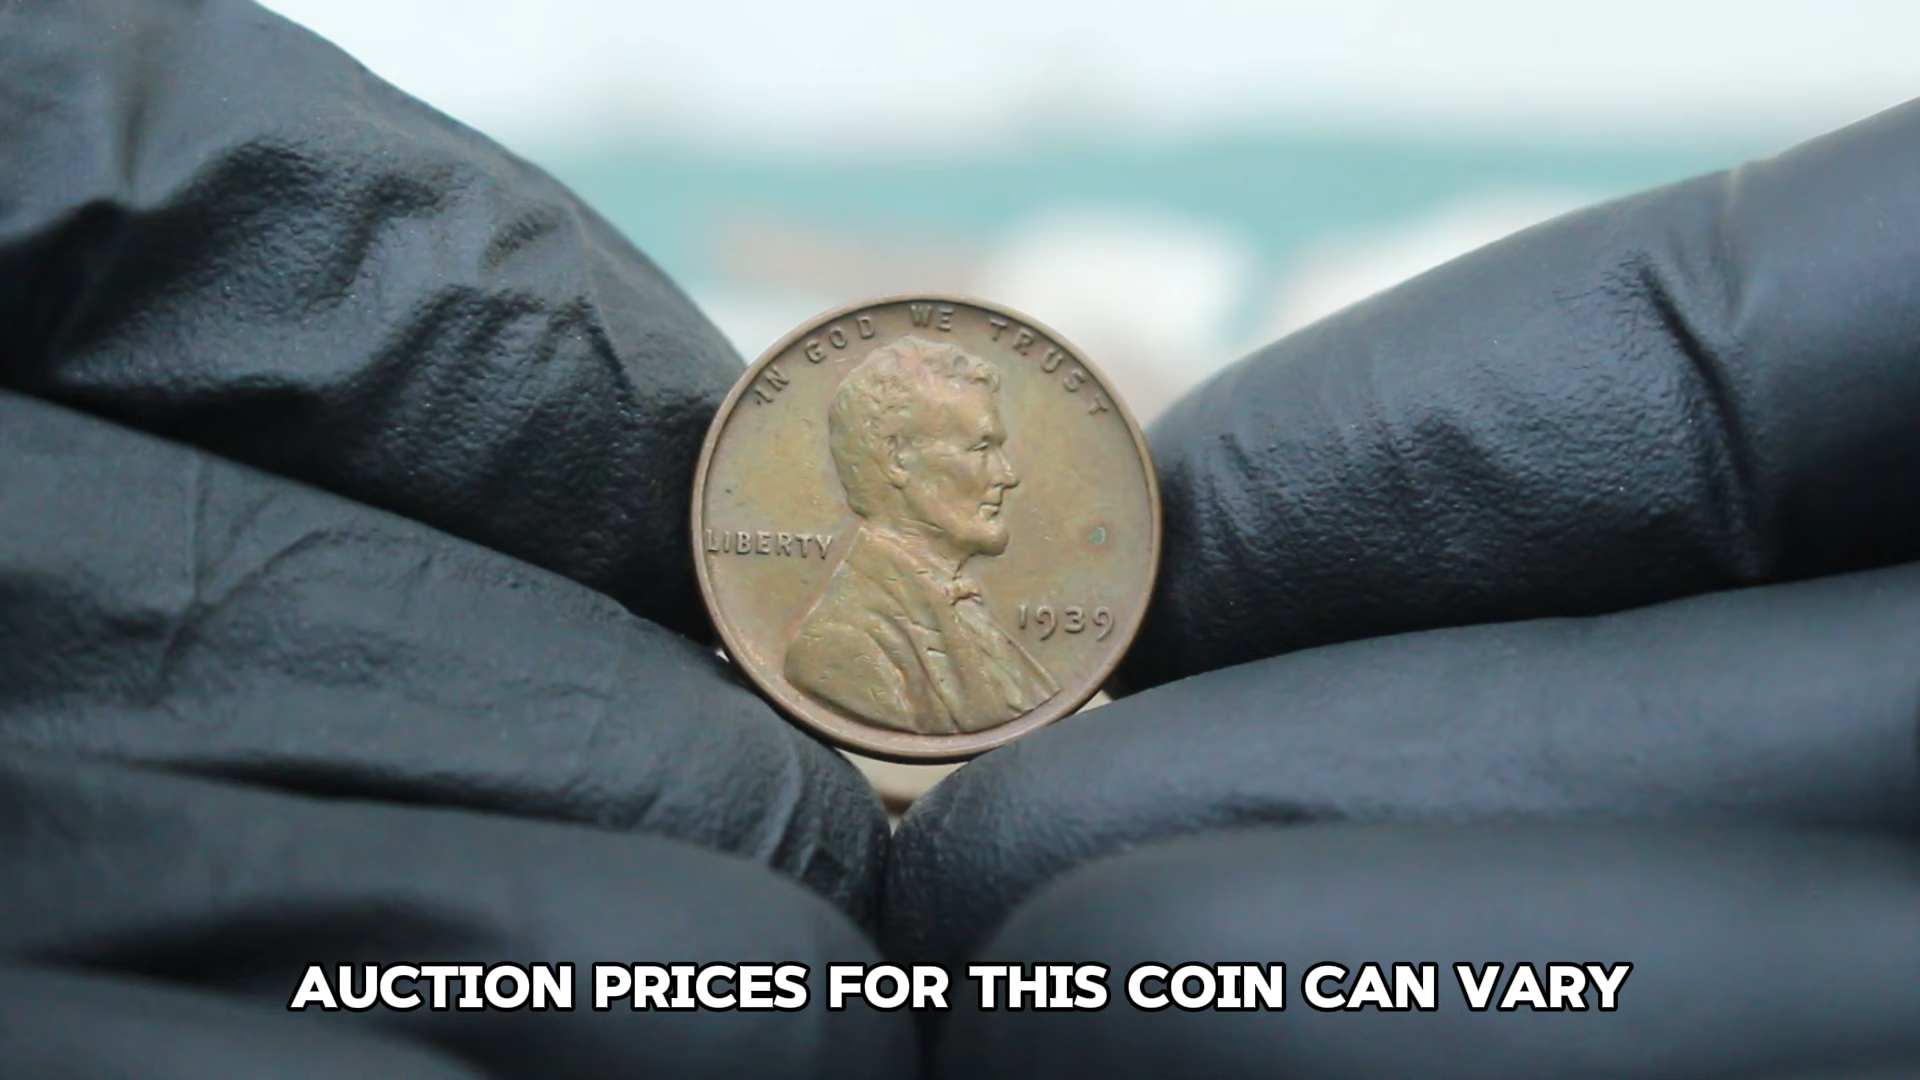 IN GOD WE TRUST
LIBERTY
1939
AUCTION PRICES FOR THIS COIN CAN VARY